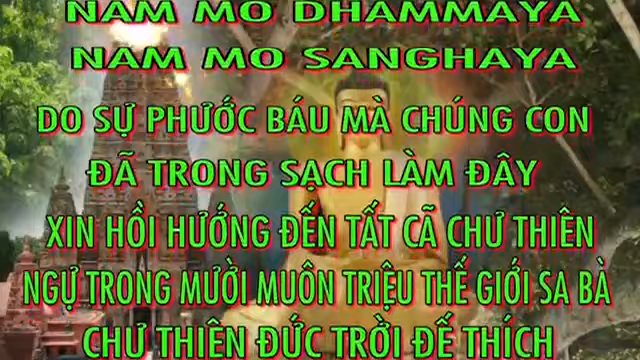 NAM MO DHAMMAYA
NAM MO SANGHAYA
DO SỰ PHƯỚC BÁU MÀ CHÚNG CON
ĐÃ TRONG SẠCH LÀM ĐÂY
XIN HỒI HƯỚNG ĐẾN TẤT CÃ CHƯ THIÊN
NGỰ TRONG MƯỜI MUÔN TRIỆU THẾ GIỚI SA BÀ
CHƯ THIÊN ĐỨC TRỜI ĐẾ THÍCH